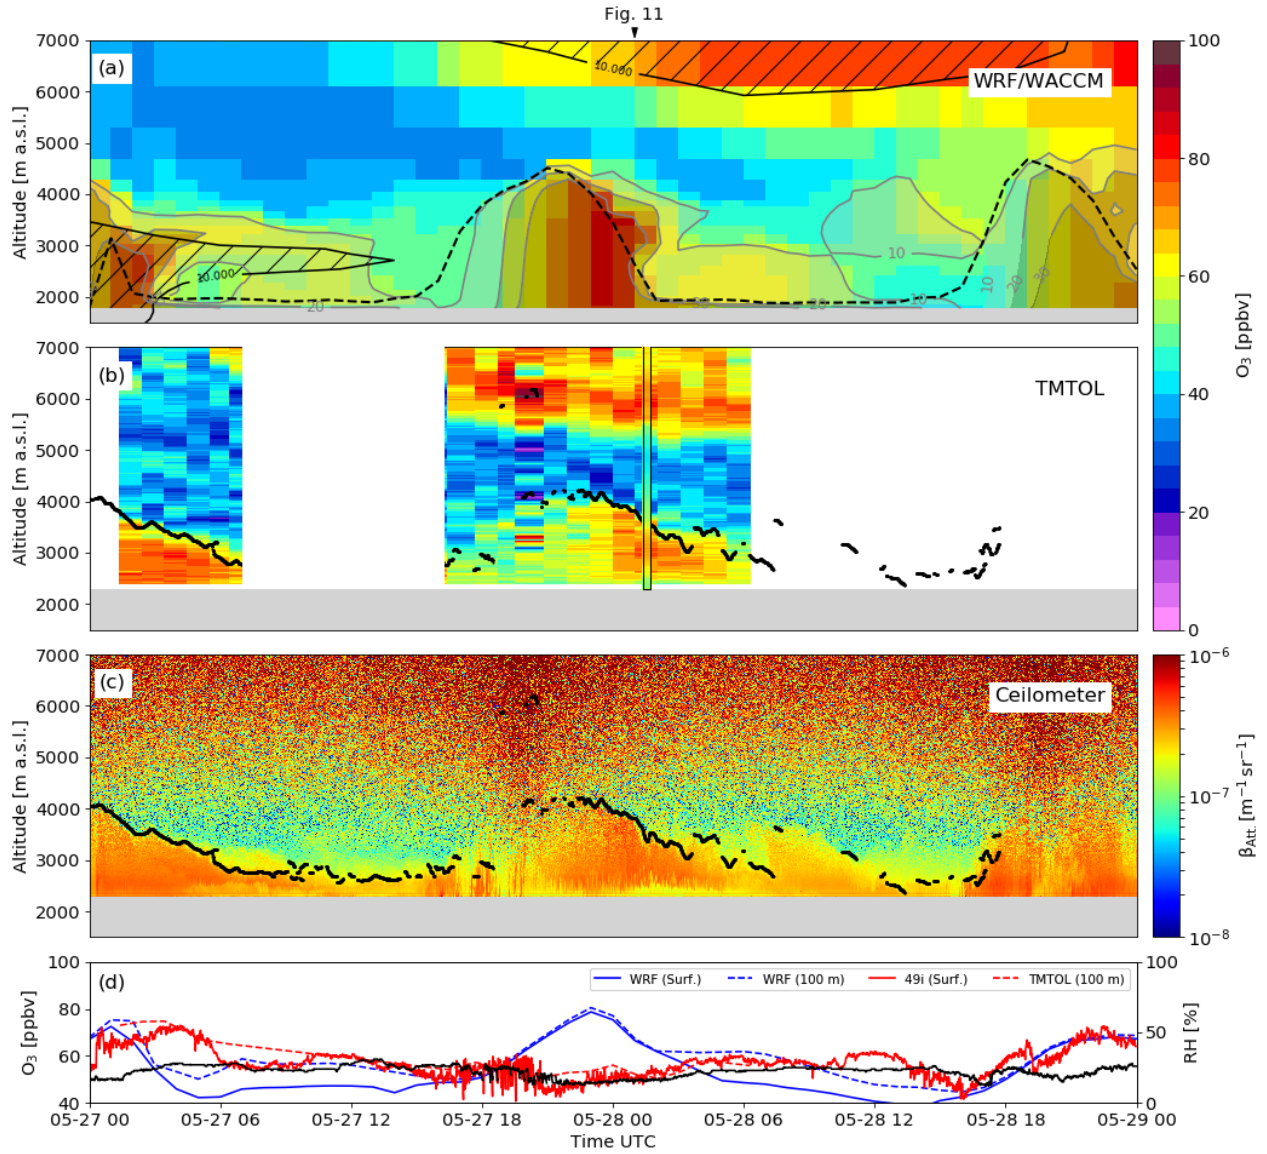 Fig. 11
7000
6000
5000
4000
3000
2000
Altitude [m a.s.l.]
(a)
WRF/WACCM
10.000
10.000
20
30
20
10
10
10
30
100
80
60
40
20
0
O3 [ppbv]
7000
6000
5000
4000
3000
2000
Altitude [m a.s.l.]
(b)
TMTOL
7000
6000
5000
4000
3000
2000
Altitude [m a.s.l.]
(c)
Ceilometer
10⁻⁶
10⁻⁷
10⁻⁸
βAtt. [m⁻¹ sr⁻¹]
100
80
60
40
O3 [ppbv]
(d)
WRF (Surf.) WRF (100 m) 49i (Surf.) TMTOL (100 m)
100
50
0
RH [%]
05-27 00 05-27 06 05-27 12 05-27 18 05-28 00 05-28 06 05-28 12 05-28 18 05-29 00
Time UTC